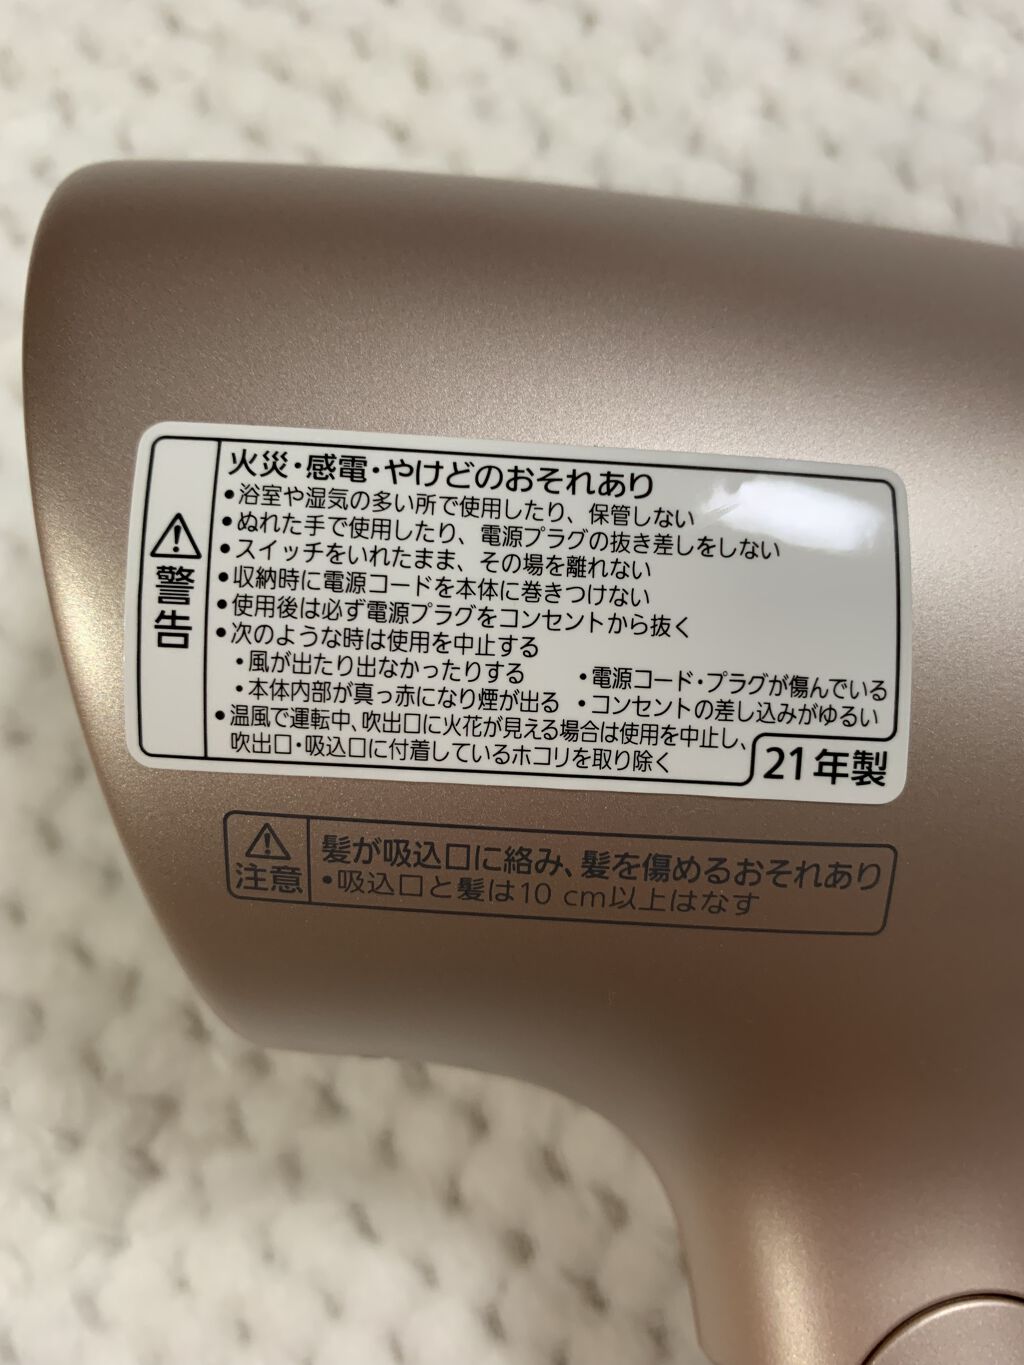 警告
火災・感電・やけどのおそれあり
•浴室や湿気の多い所で使用したり、保管しない
•ぬれた手で使用したり、電源プラグの抜き差しをしない
•スイッチをいれたまま、その場を離れない
•収納時に電源コードを本体に巻きつけない
•使用後は必ず電源プラグをコンセントから抜く
•次のような時は使用を中止する
・風が出たり出なかったりする ・電源コード・プラグが傷んでいる
・本体内部が真っ赤になり煙が出る ・コンセントの差し込みがゆるい
•温風で運転中、吹出口に火花が見える場合は使用を中止し、
吹出口・吸込口に付着しているホコリを取り除く
21年製
注意
髪が吸込口に絡み、髪を傷めるおそれあり
•吸込口と髪は10 cm以上はなす